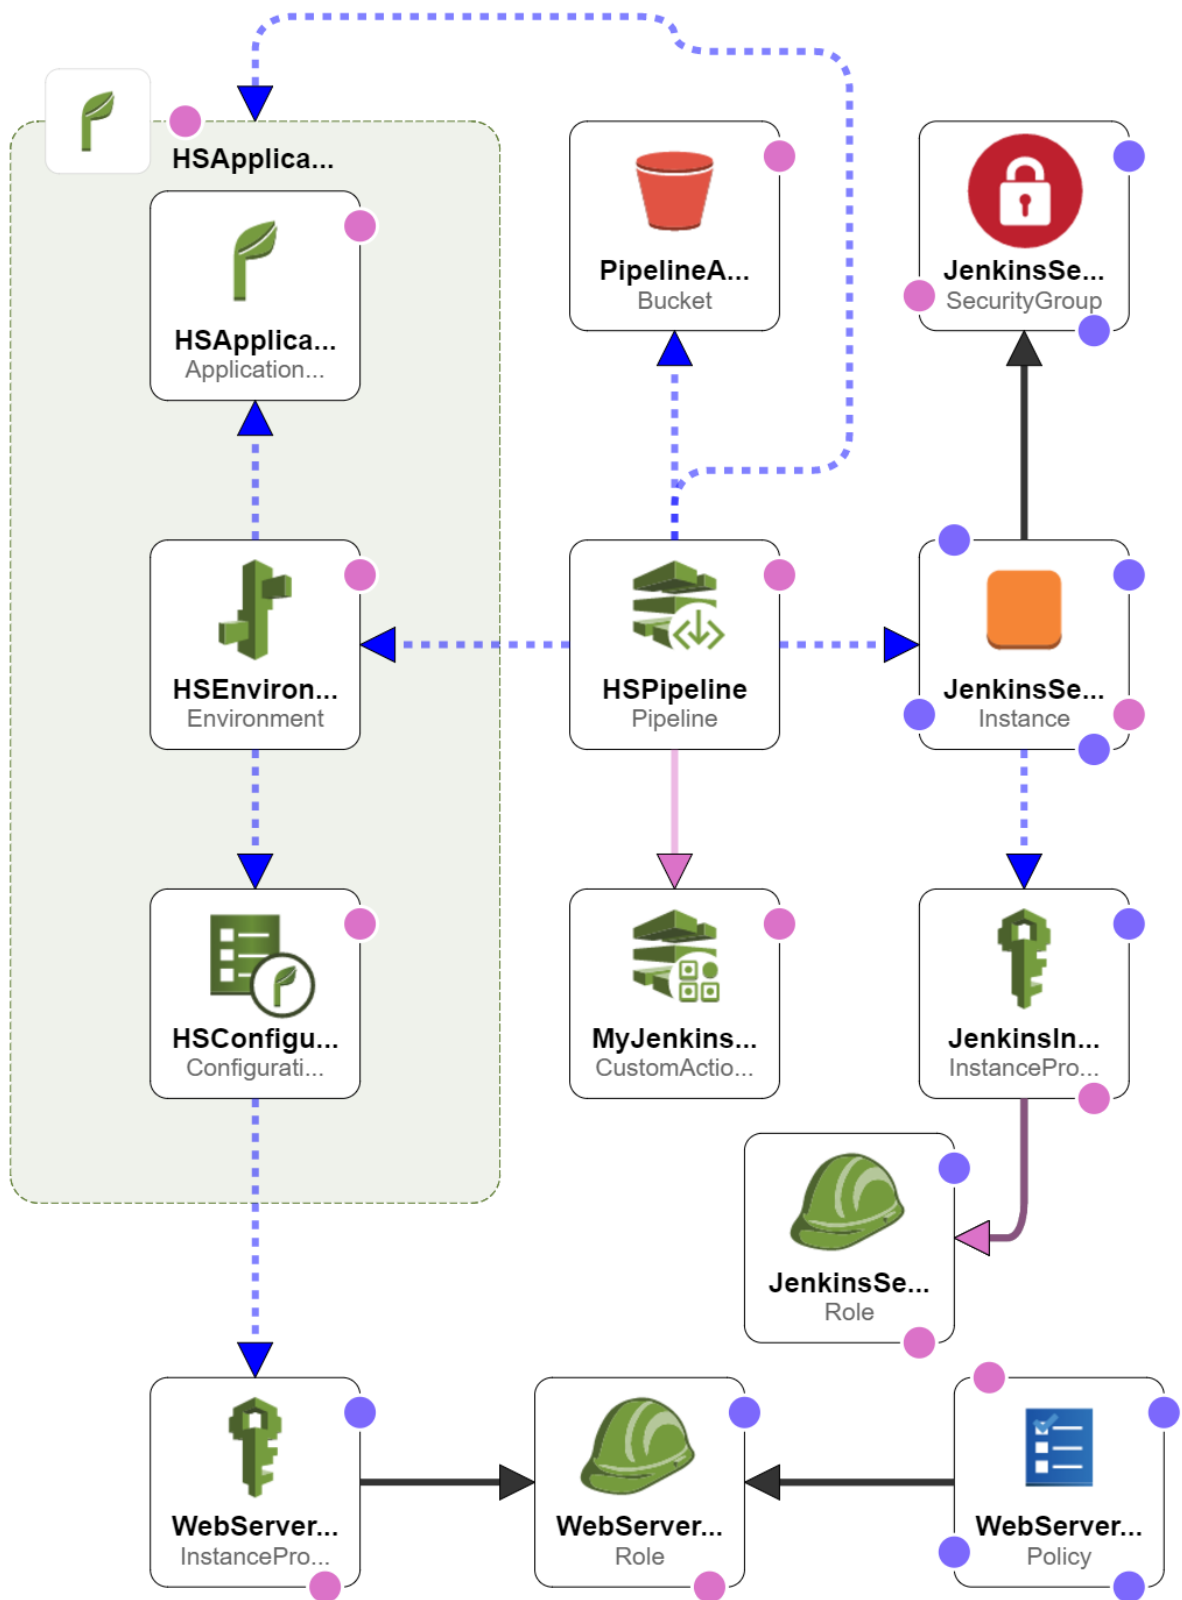 HSApplica...
HSApplica...
Application...
PipelineA...
Bucket
JenkinsSe...
SecurityGroup
HSEnviron...
Environment
HSPipeline
Pipeline
JenkinsSe...
Instance
HSConfigu...
Configurati...
MyJenkins...
CustomActio...
JenkinsIn...
InstancePro...
JenkinsSe...
Role
WebServer...
InstancePro...
WebServer...
Role
WebServer...
Policy